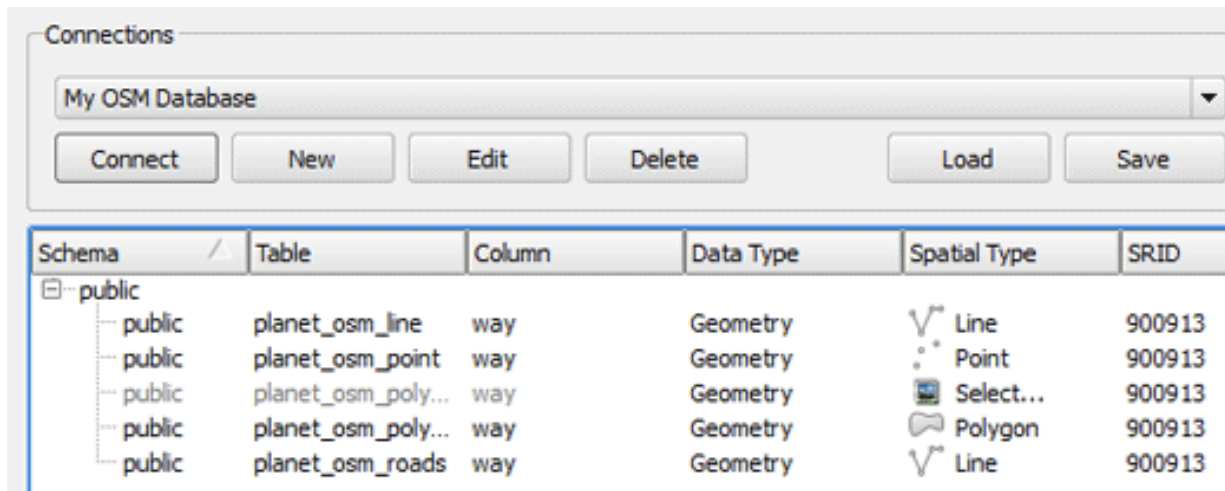 Connections
My OSM Database
Connect New Edit Delete Load Save
Schema Table Column Data Type Spatial Type SRID
public
public planet_osm_line way Geometry Line 900913
public planet_osm_point way Geometry Point 900913
public planet_osm_poly... way Geometry Select... 900913
public planet_osm_poly... way Geometry Polygon 900913
public planet_osm_roads way Geometry Line 900913